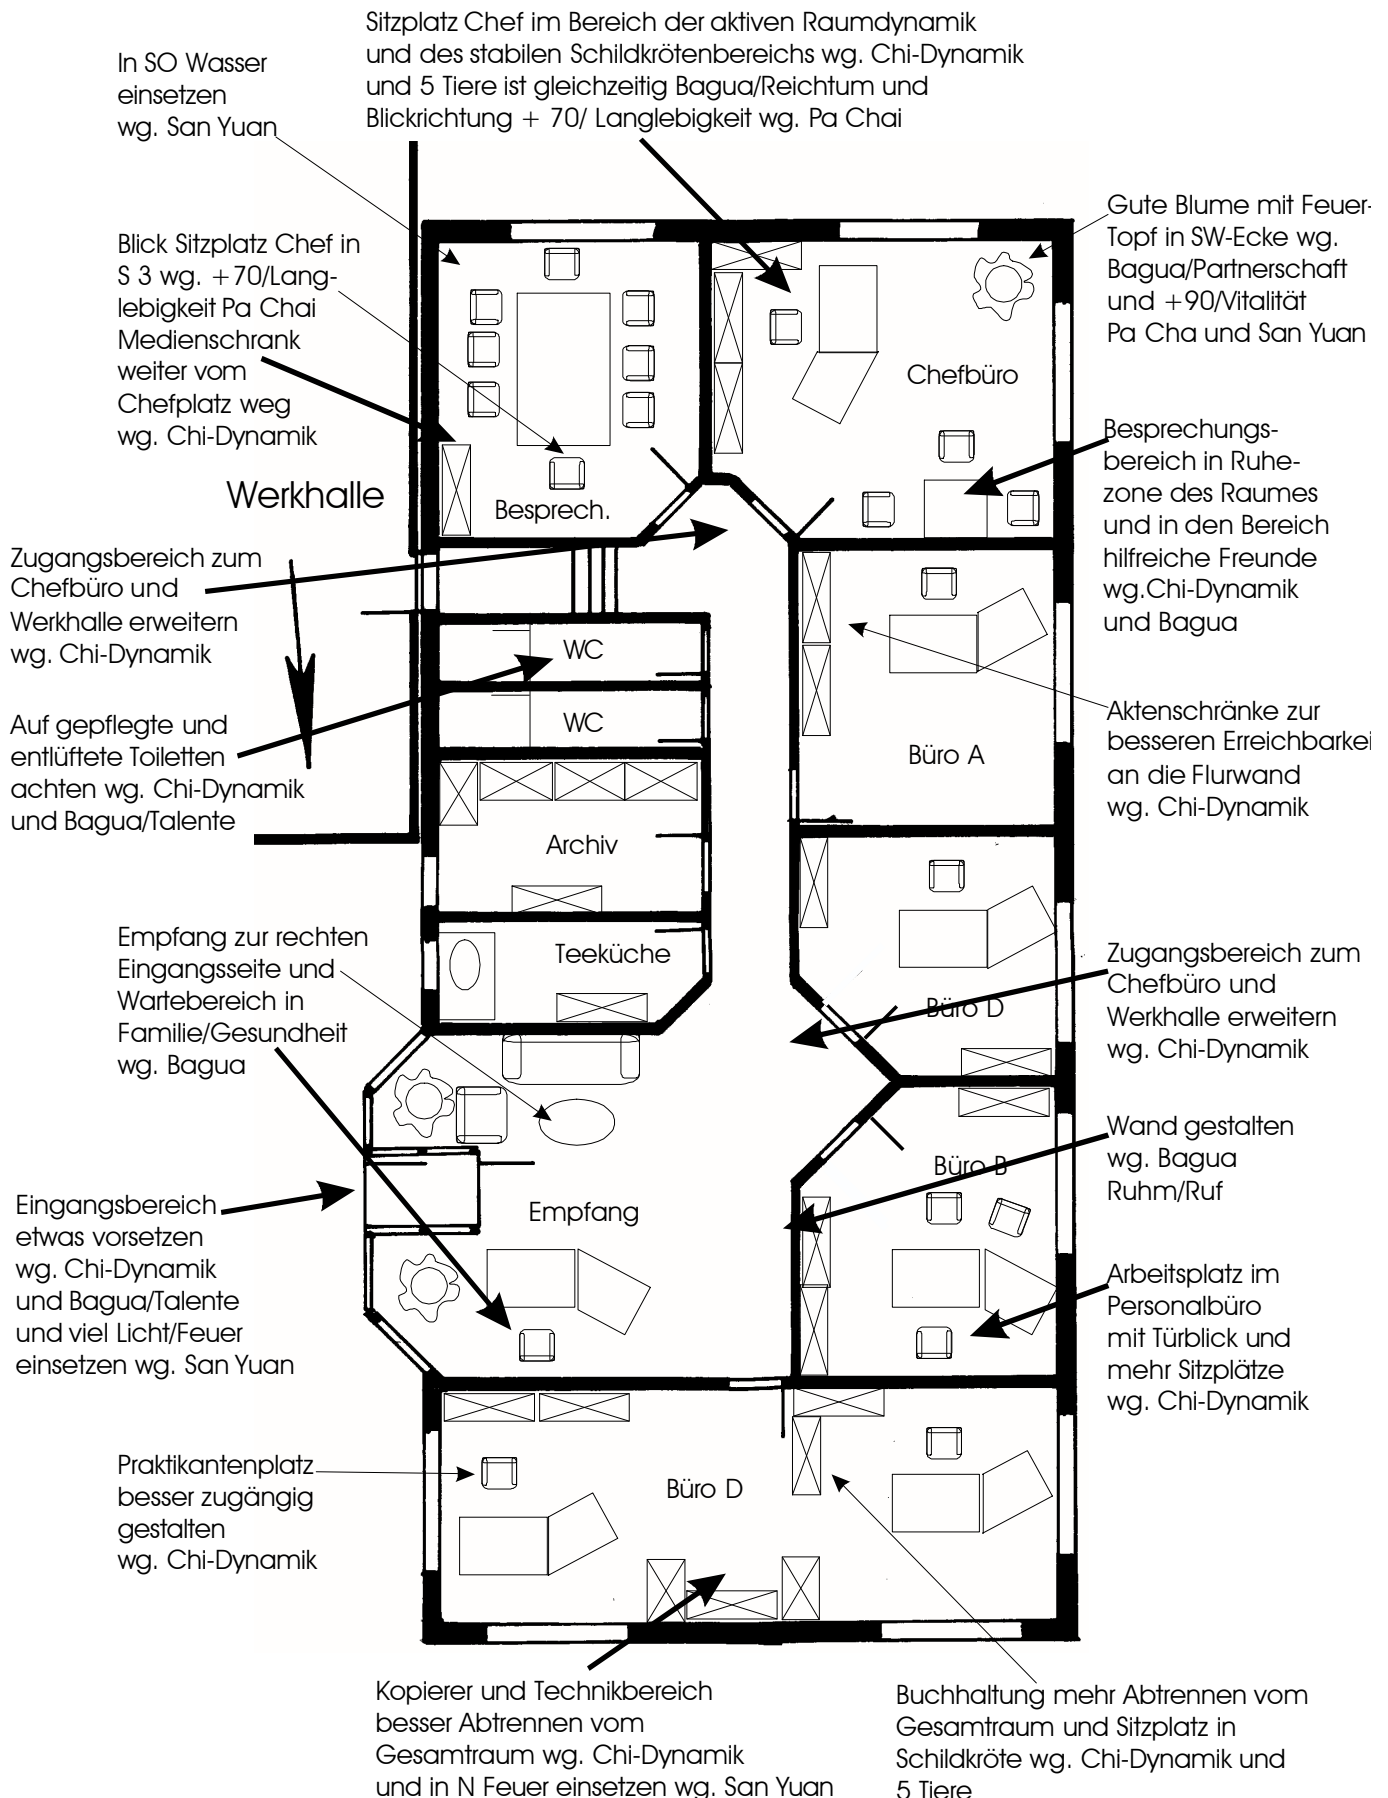 Sitzplatz Chef im Bereich der aktiven Raumdynamik
und des stabilen Schildkrötenbereichs wg. Chi-Dynamik
und 5 Tiere ist gleichzeitig Bagua/Reichtum und
Blickrichtung + 70/ Langlebigkeit wg. Pa Chai
In SO Wasser
einsetzen
wg. San Yuan
Gute Blume mit Feuer-
Topf in SW-Ecke wg.
Bagua/Partnerschaft
und +90/Vitalität
Pa Cha und San Yuan
Blick Sitzplatz Chef in
S 3 wg. +70/Lang-
lebigkeit Pa Chai
Medienschrank
weiter vom
Chefplatz weg
wg. Chi-Dynamik
Chefbüro
Besprechungs-
bereich in Ruhe-
zone des Raumes
und in den Bereich
hilfreiche Freunde
wg.Chi-Dynamik
und Bagua
Werkhalle
Besprech.
Zugangsbereich zum
Chefbüro und
Werkhalle erweitern
wg. Chi-Dynamik
WC
WC
Auf gepflegte und
entlüftete Toiletten
achten wg. Chi-Dynamik
und Bagua/Talente
Büro A
Aktenschränke zur
besseren Erreichbarkei
an die Flurwand
wg. Chi-Dynamik
Archiv
Empfang zur rechten
Eingangsseite und
Wartebereich in
Familie/Gesundheit
wg. Bagua
Teeküche
Büro D
Zugangsbereich zum
Chefbüro und
Werkhalle erweitern
wg. Chi-Dynamik
Wand gestalten
wg. Bagua
Ruhm/Ruf
Büro B
Eingangsbereich
etwas vorsetzen
wg. Chi-Dynamik
und Bagua/Talente
und viel Licht/Feuer
einsetzen wg. San Yuan
Empfang
Arbeitsplatz im
Personalbüro
mit Türblick und
mehr Sitzplätze
wg. Chi-Dynamik
Praktikantenplatz
besser zugängig
gestalten
wg. Chi-Dynamik
Büro D
Kopierer und Technikbereich
besser Abtrennen vom
Gesamtraum wg. Chi-Dynamik
und in N Feuer einsetzen wg. San Yuan
Buchhaltung mehr Abtrennen vom
Gesamtraum und Sitzplatz in
Schildkröte wg. Chi-Dynamik und
5 Tiere